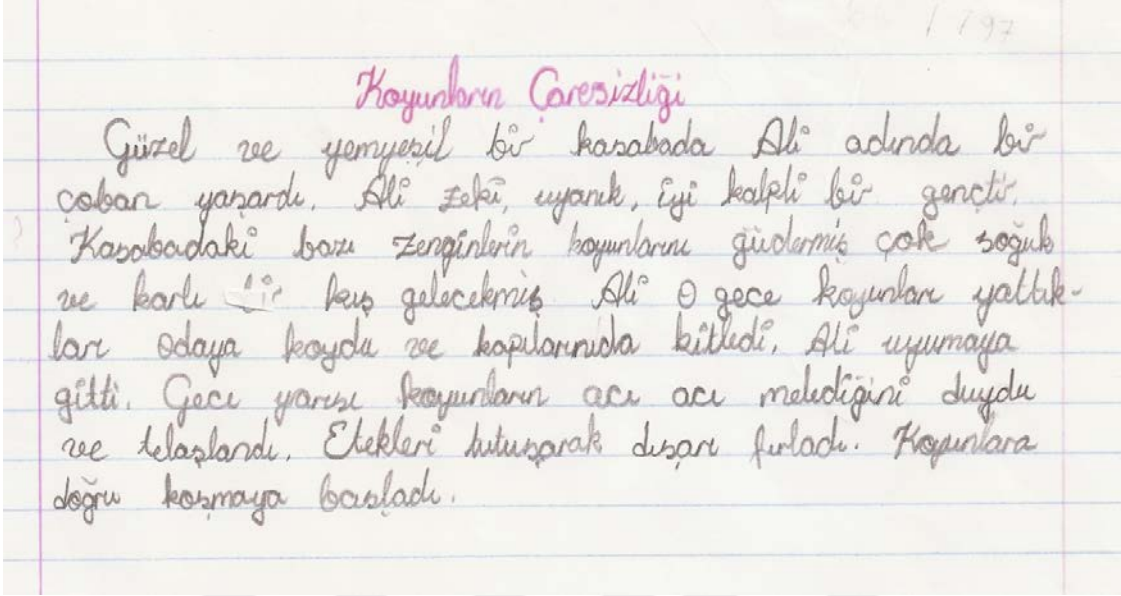 Koyunların Çaresizliği
Güzel ve yemyeşil bir kasabada Ali adında bir
çoban yaşardı. Ali zeki, uyanık, iyi kalpli bir gençti.
Kasabadaki bazı zenginlerin koyunlarını güdermiş çok soğuk
ve karlı bir kış gelecekmiş Ali O gece koyunları yattık-
ları odaya koydu ve kapılarınıda kitledi. Ali uyumaya
gitti. Gece yarısı koyunların acı acı melediğini duydu
ve telaşlandı. Etekleri tutuşarak dışarı fırladı. Koyunlara
doğru koşmaya başladı.